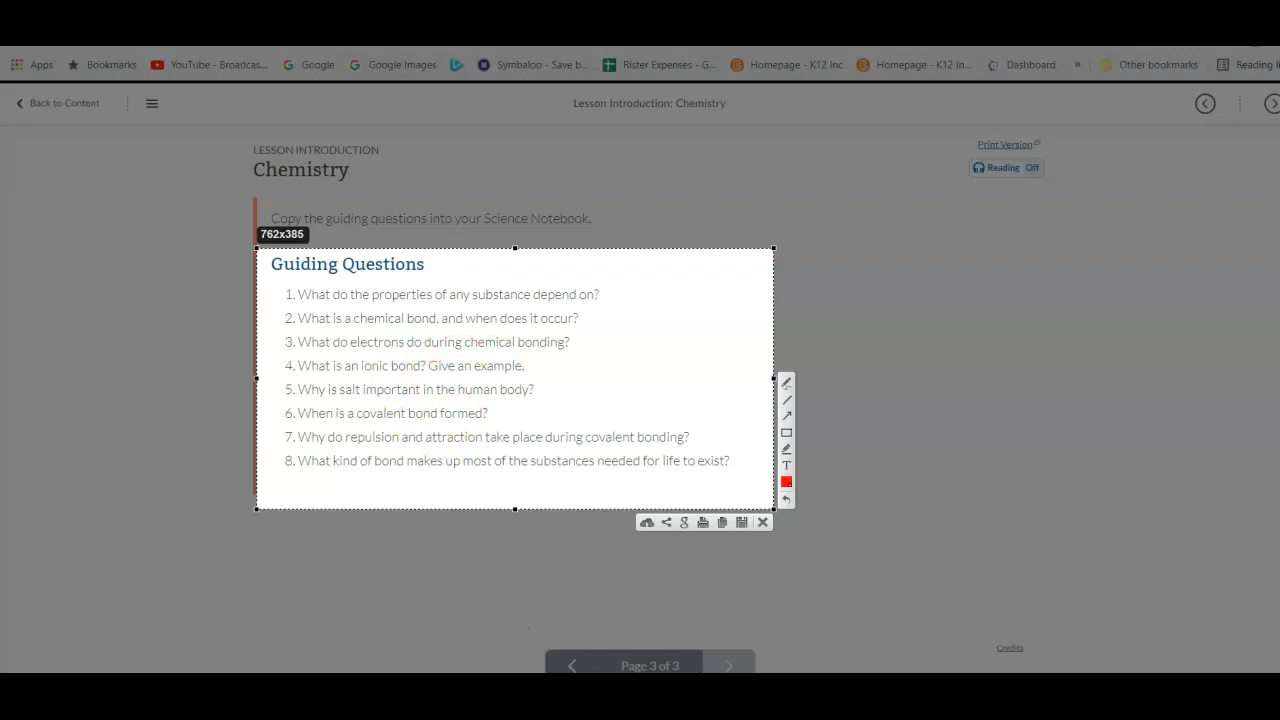 Apps Bookmarks YouTube - Broadcas... Google Google Images Symbaloo - Save b... Rister Expenses - G... Homepage - K12 Inc Homepage - K12 In... Dashboard » Other bookmarks Reading li
Back to Content Lesson Introduction: Chemistry
LESSON INTRODUCTION
Chemistry
Print Version
Reading Off
Copy the guiding questions into your Science Notebook.
762x385
Guiding Questions
1. What do the properties of any substance depend on?
2. What is a chemical bond, and when does it occur?
3. What do electrons do during chemical bonding?
4. What is an ionic bond? Give an example.
5. Why is salt important in the human body?
6. When is a covalent bond formed?
7. Why do repulsion and attraction take place during covalent bonding?
8. What kind of bond makes up most of the substances needed for life to exist?
T
Credits
Page 3 of 3